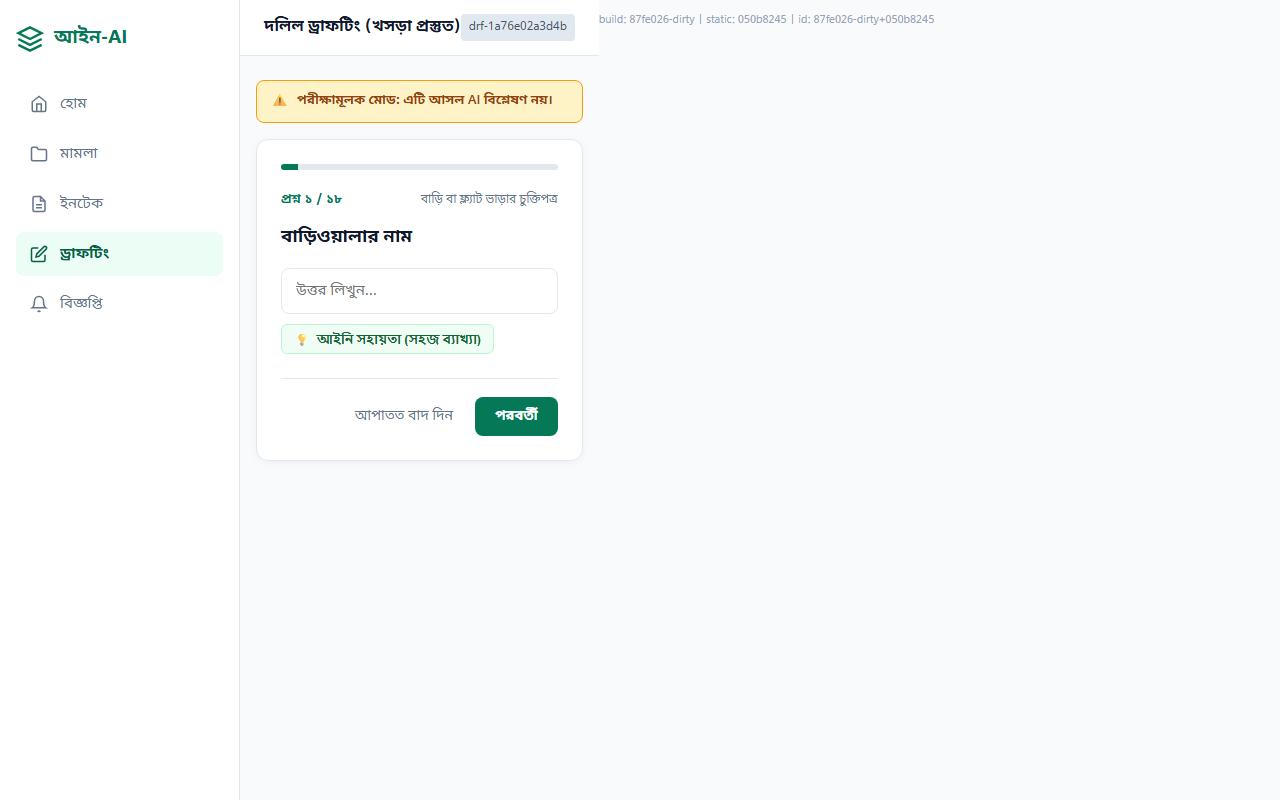 আইন-AI
হোম
মামলা
ইনটেক
ড্রাফটিং
বিজ্ঞপ্তি
দলিল ড্রাফটিং (খসড়া প্রস্তুত)
drf-1a76e02a3d4b
build: 87fe026-dirty | static: 050b8245 | id: 87fe026-dirty+050b8245
পরীক্ষামূলক মোড: এটি আসল AI বিশ্লেষণ নয়।
প্রশ্ন ১ / ১৮
বাড়ি বা ফ্ল্যাট ভাড়ার চুক্তিপত্র
বাড়িওয়ালার নাম
উত্তর লিখুন...
আইনি সহায়তা (সহজ ব্যাখ্যা)
আপাতত বাদ দিন
পরবর্তী